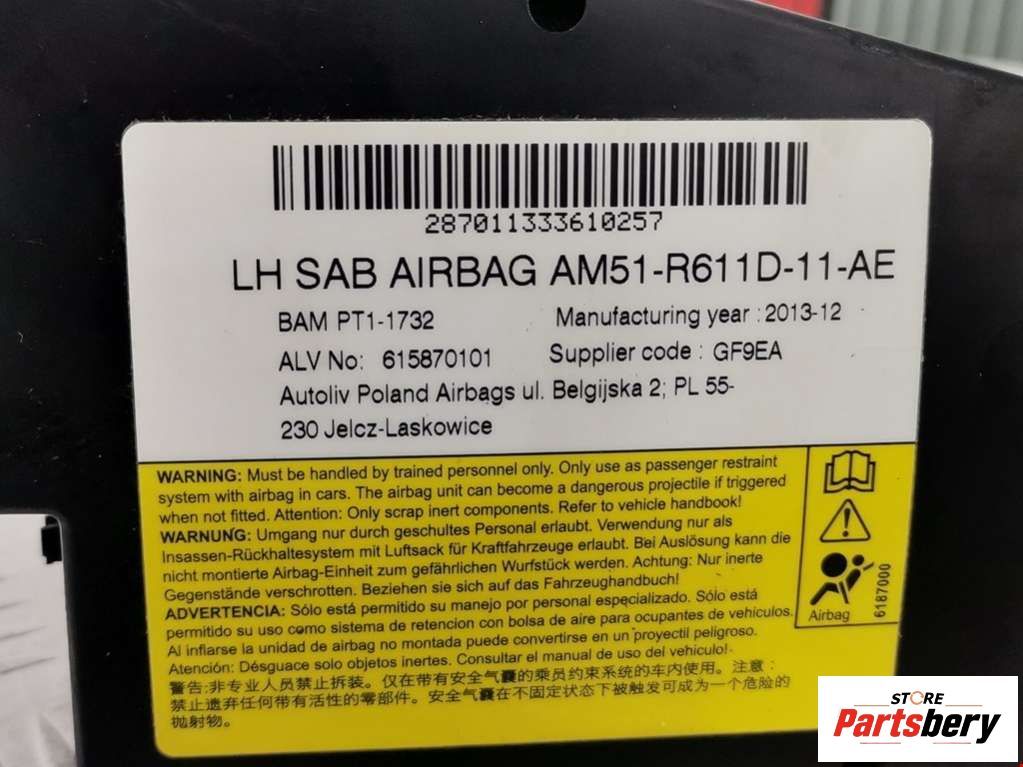 287011333610257
LH SAB AIRBAG AM51-R611D-11-AE
BAM PT1-1732 Manufacturing year : 2013-12
ALV No: 615870101 Supplier code : GF9EA
Autoliv Poland Airbags ul. Belgijska 2; PL 55-
230 Jelcz-Laskowice
WARNING: Must be handled by trained personnel only. Only use as passenger restraint
system with airbag in cars. The airbag unit can become a dangerous projectile if triggered
when not fitted. Attention: Only scrap inert components. Refer to vehicle handbook!
WARNUNG: Umgang nur durch geschultes Personal erlaubt. Verwendung nur als
Insassen-Rückhaltesystem mit Luftsack für Kraftfahrzeuge erlaubt. Bei Auslösung kann die
nicht montierte Airbag-Einheit zum gefährlichen Wurfstück werden. Achtung: Nur inerte
Gegenstände verschrotten. Beziehen sie sich auf das Fahrzeughandbuch!
ADVERTENCIA: Sólo está permitido su manejo por personal especializado. Sólo está
permitido su uso como sistema de retencion con bolsa de aire para ocupantes de vehículos.
Al inflarse la unidad de airbag no montada puede convertirse en un proyectil peligroso.
Atención: Désguace solo objetos inertes. Consultar el manual de uso del vehículo!
警告:非专业人员禁止拆装。仅在带有安全气囊的乘员约束系统的车内使用。注意：
禁止遗弃任何带有活性的零部件。安全气囊在不固定状态下被触发可成为一个危险的
抛射物。
Airbag
6187000
STORE
Partsbery